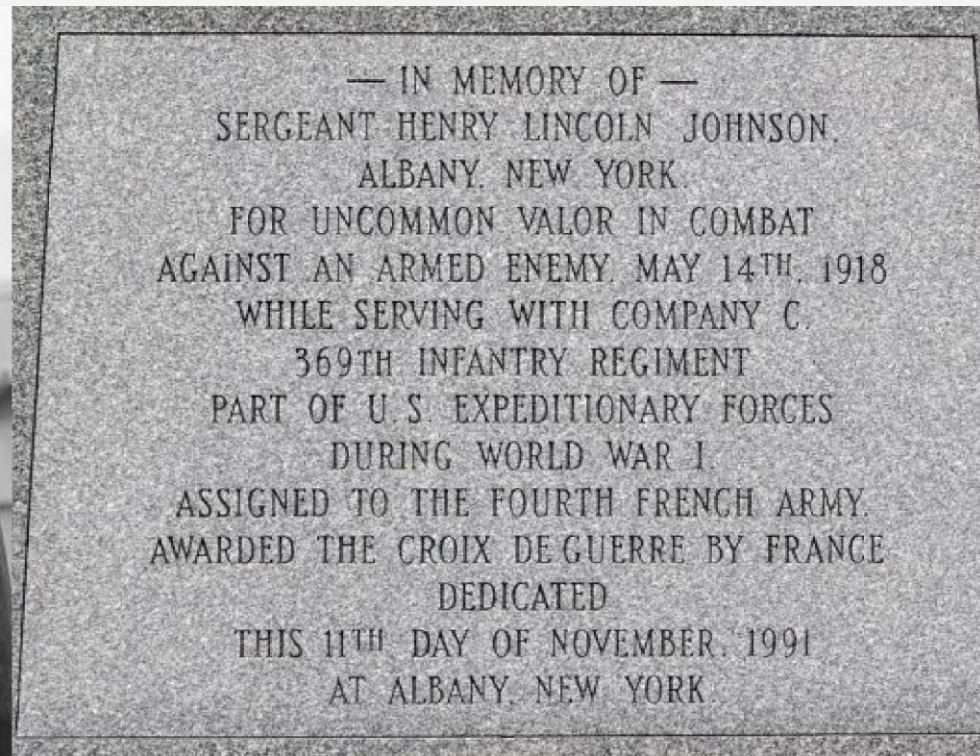 — IN MEMORY OF —
SERGEANT HENRY LINCOLN JOHNSON,
ALBANY, NEW YORK.
FOR UNCOMMON VALOR IN COMBAT
AGAINST AN ARMED ENEMY, MAY 14TH, 1918
WHILE SERVING WITH COMPANY C,
369TH INFANTRY REGIMENT
PART OF U.S. EXPEDITIONARY FORCES
DURING WORLD WAR I,
ASSIGNED TO THE FOURTH FRENCH ARMY.
AWARDED THE CROIX DE GUERRE BY FRANCE
DEDICATED
THIS 11TH DAY OF NOVEMBER, 1991
AT ALBANY, NEW YORK